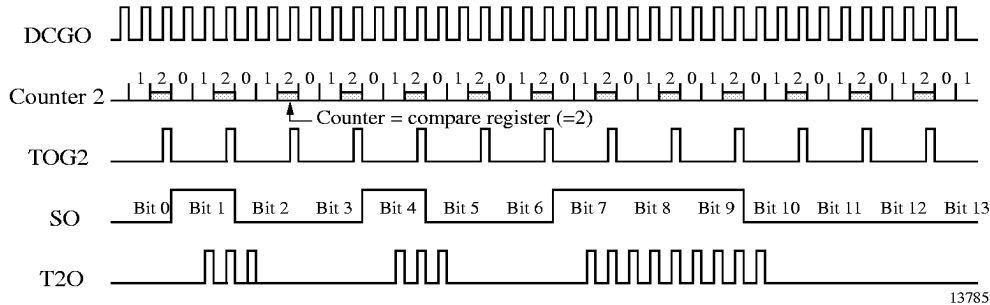 DCGO
1 2 0 1 2 0 1 2 0 1 2 0 1 2 0 1 2 0 1 2 0 1 2 0 1 2 0 1 2 0 1 2 0 1 2 0 1 2 0 1
Counter 2
Counter = compare register (=2)
TOG2
SO
Bit 0 Bit 1 Bit 2 Bit 3 Bit 4 Bit 5 Bit 6 Bit 7 Bit 8 Bit 9 Bit 10 Bit 11 Bit 12 Bit 13
T2O
13785